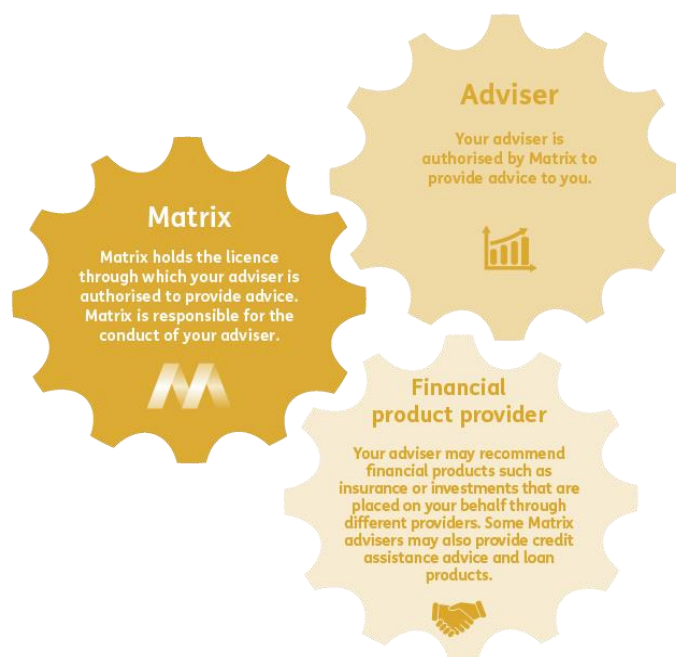 Adviser
Your adviser is
authorised by Matrix to
provide advice to you.
Matrix
Matrix holds the licence
through which your adviser is
authorised to provide advice.
Matrix is responsible for the
conduct of your adviser.
Financial
product provider
Your adviser may recommend
financial products such as
insurance or investments that are
placed on your behalf through
different providers. Some Matrix
advisers may also provide credit
assistance advice and loan
products.